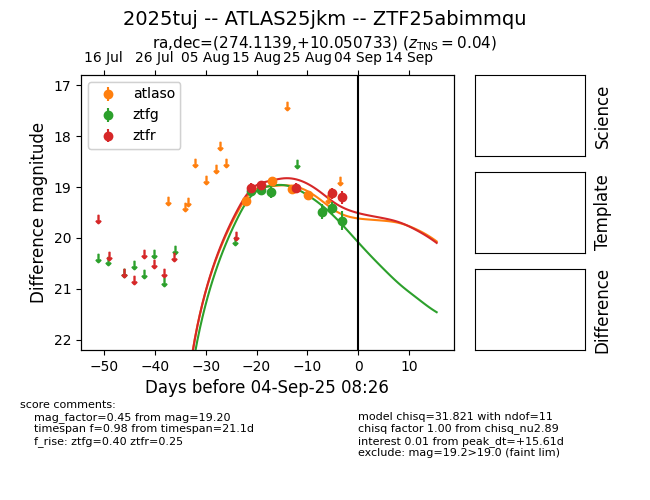 2025tuj -- ATLAS25jkm -- ZTF25abimmqu
ra,dec=(274.1139,+10.050733) (zTNS = 0.04)
16 Jul 26 Jul 05 Aug 15 Aug 25 Aug 04 Sep 14 Sep
17
18
19
20
21
22
Difference magnitude
atlaso
ztfg
ztfr
−50 −40 −30 −20 −10 0 10
Days before 04-Sep-25 08:26
Science
Template
Difference
score comments:
mag_factor=0.45 from mag=19.20
timespan f=0.98 from timespan=21.1d
f_rise: ztfg=0.40 ztfr=0.25
model chisq=31.821 with ndof=11
chisq factor 1.00 from chisq_nu2.89
interest 0.01 from peak_dt=+15.61d
exclude: mag=19.2>19.0 (faint lim)